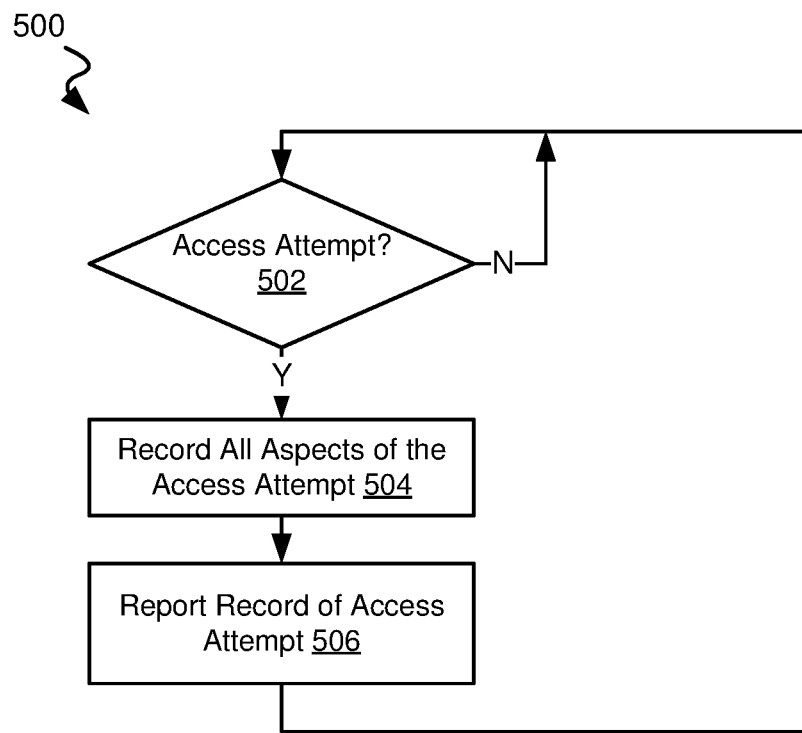 500
Access Attempt?
502
N
Y
Record All Aspects of the
Access Attempt 504
Report Record of Access
Attempt 506